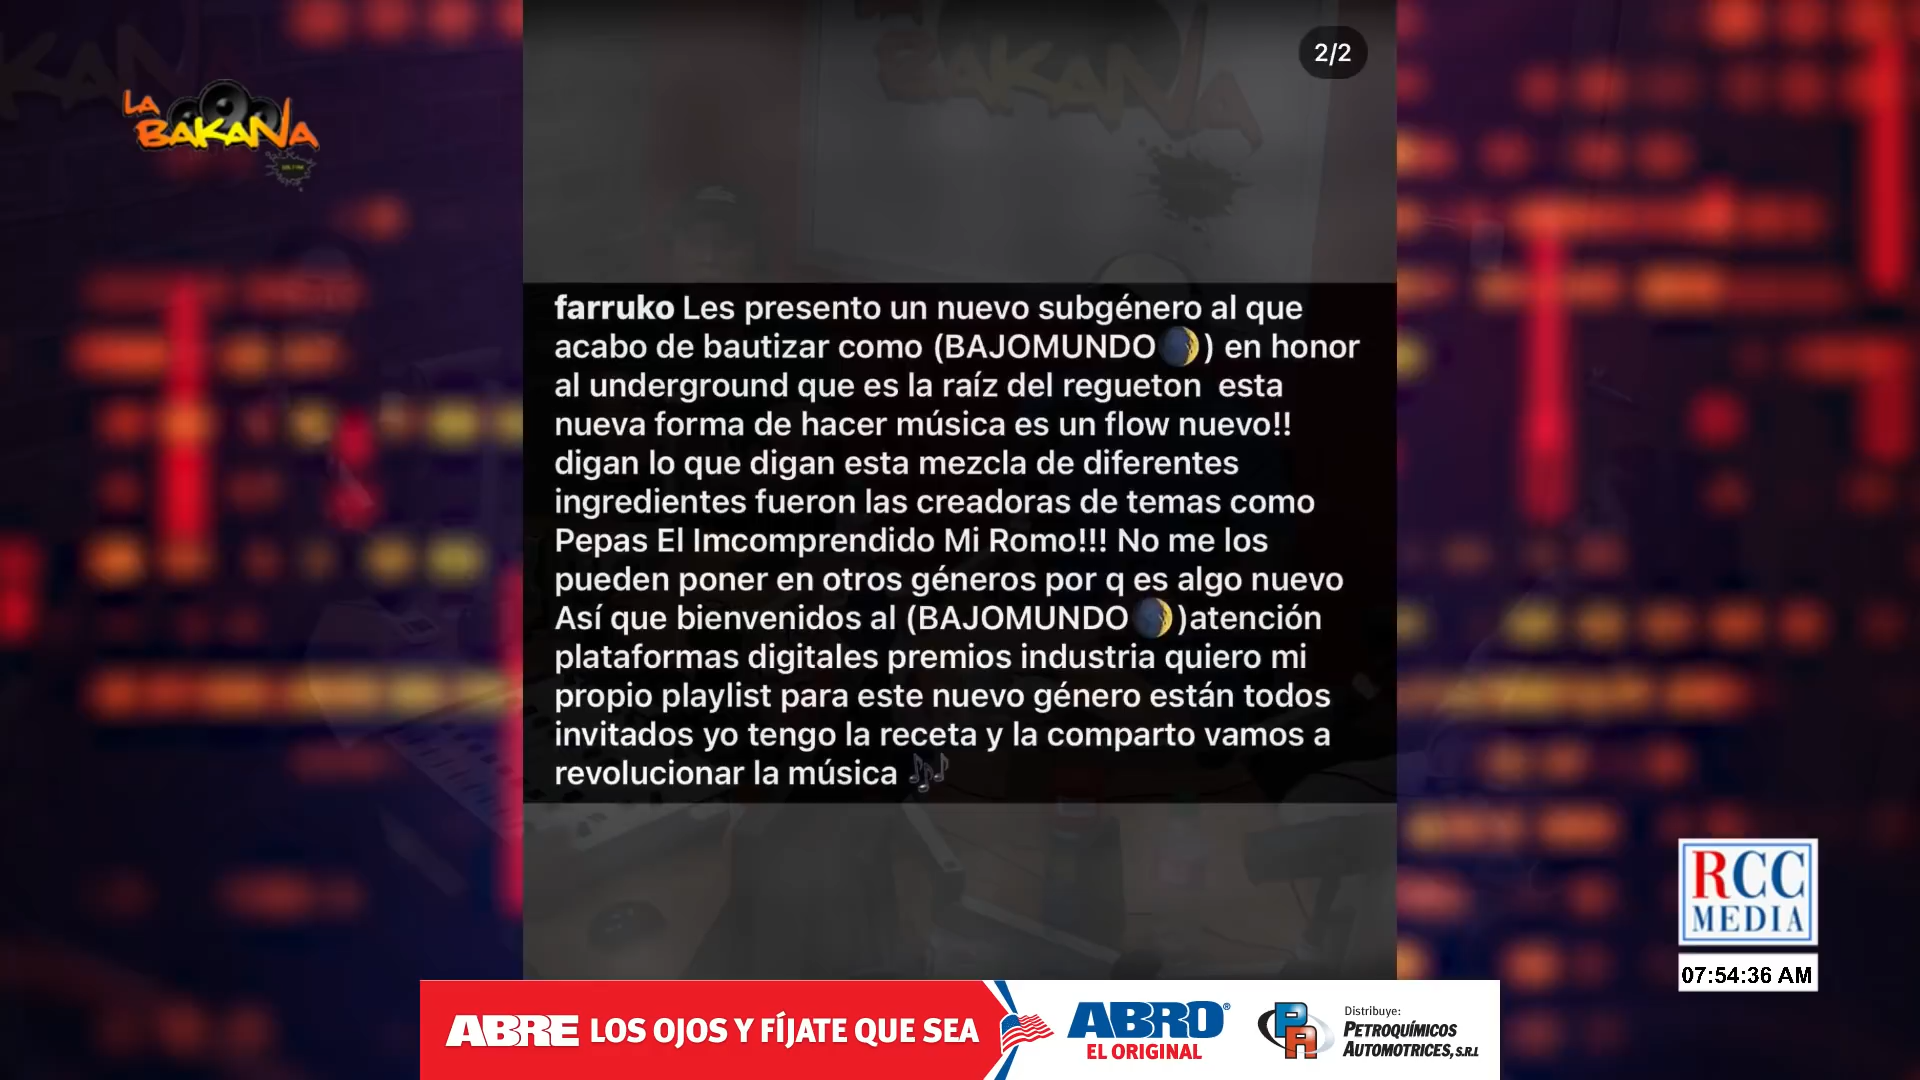 2/2
LA
BAKANA
farruko Les presento un nuevo subgénero al que
acabo de bautizar como (BAJOMUNDO🌒) en honor
al underground que es la raíz del regueton  esta
nueva forma de hacer música es un flow nuevo!!
digan lo que digan esta mezcla de diferentes
ingredientes fueron las creadoras de temas como
Pepas El Imcomprendido Mi Romo!!! No me los
pueden poner en otros géneros por q es algo nuevo
Así que bienvenidos al (BAJOMUNDO🌒)atención
plataformas digitales premios industria quiero mi
propio playlist para este nuevo género están todos
invitados yo tengo la receta y la comparto vamos a
revolucionar la música 🎶
RCC
MEDIA
07:54:36 AM
ABRE LOS OJOS Y FÍJATE QUE SEA
ABRO®
EL ORIGINAL
PA
Distribuye:
PETROQUÍMICOS
AUTOMOTRICES, S.R.L